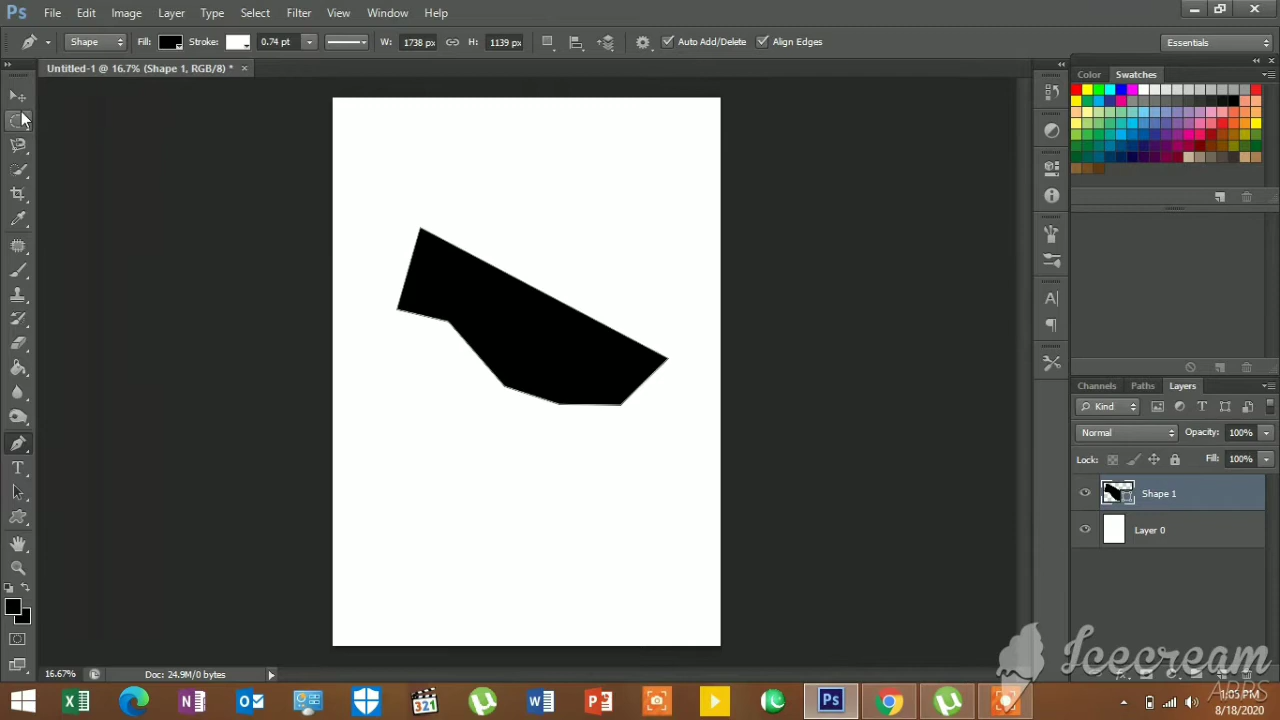 Ps File Edit Image Layer Type Select Filter View Window Help
Shape Fill: Stroke: 0.74 pt W: 1738 px H: 1139 px Auto Add/Delete Align Edges Essentials
Untitled-1 @ 16.7% (Shape 1, RGB/8) * ×
Color Swatches
Channels Paths Layers
Kind
Normal Opacity: 100%
Lock: Fill: 100%
Shape 1
Layer 0
16.67% Doc: 24.9M/0 bytes
Icecream
APPS
1:05 PM
8/18/2020